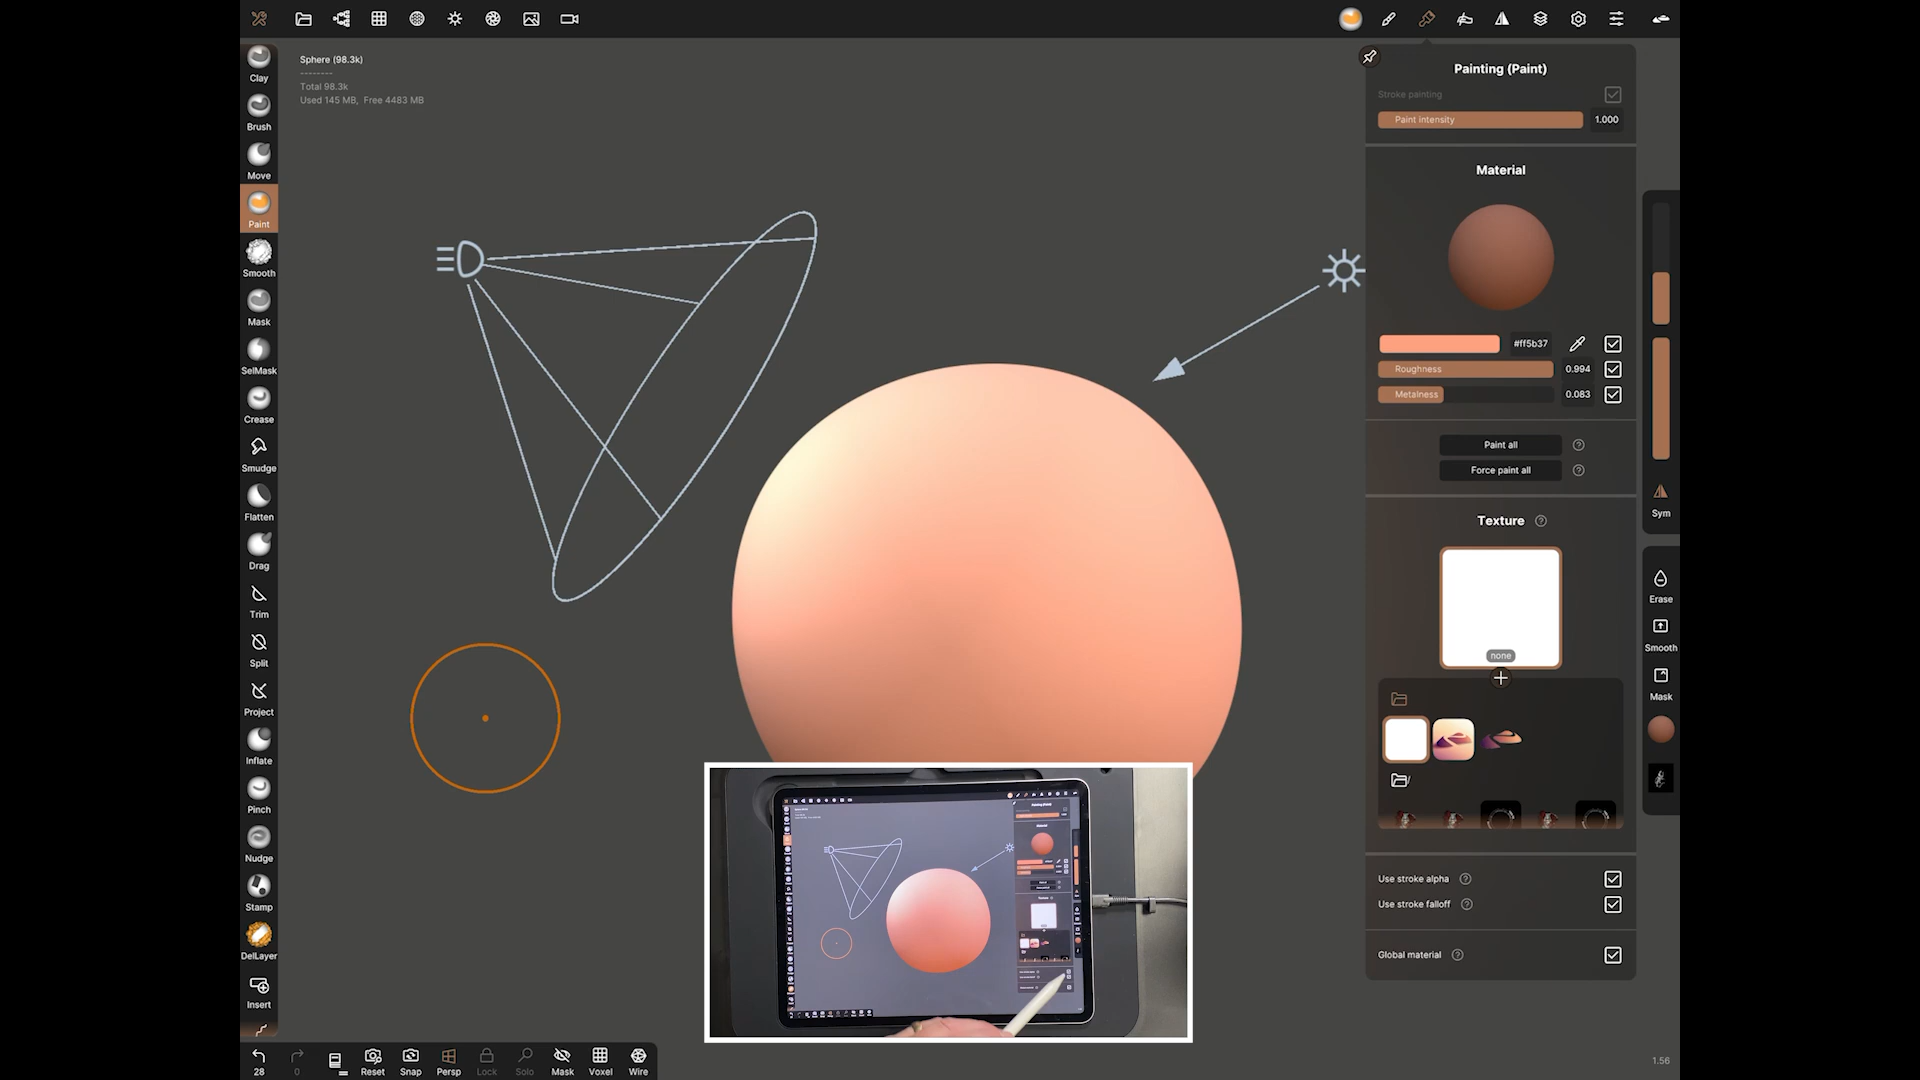 Sphere (98.3k)
--------
Total 98.3k
Used 145 MB, Free 4483 MB
Clay
Brush
Move
Paint
Smooth
Mask
SelMask
Crease
Smudge
Flatten
Drag
Trim
Split
Project
Inflate
Pinch
Nudge
Stamp
DelLayer
Insert
28
0
Reset
Snap
Persp
Lock
Solo
Mask
Voxel
Wire
Painting (Paint)
Stroke painting
Paint intensity 1.000
Material
#ff5b37
Roughness 0.994
Metalness 0.083
Paint all ?
Force paint all ?
Texture ?
none
Use stroke alpha ?
Use stroke falloff ?
Global material ?
Sym
Erase
Smooth
Mask
1.56